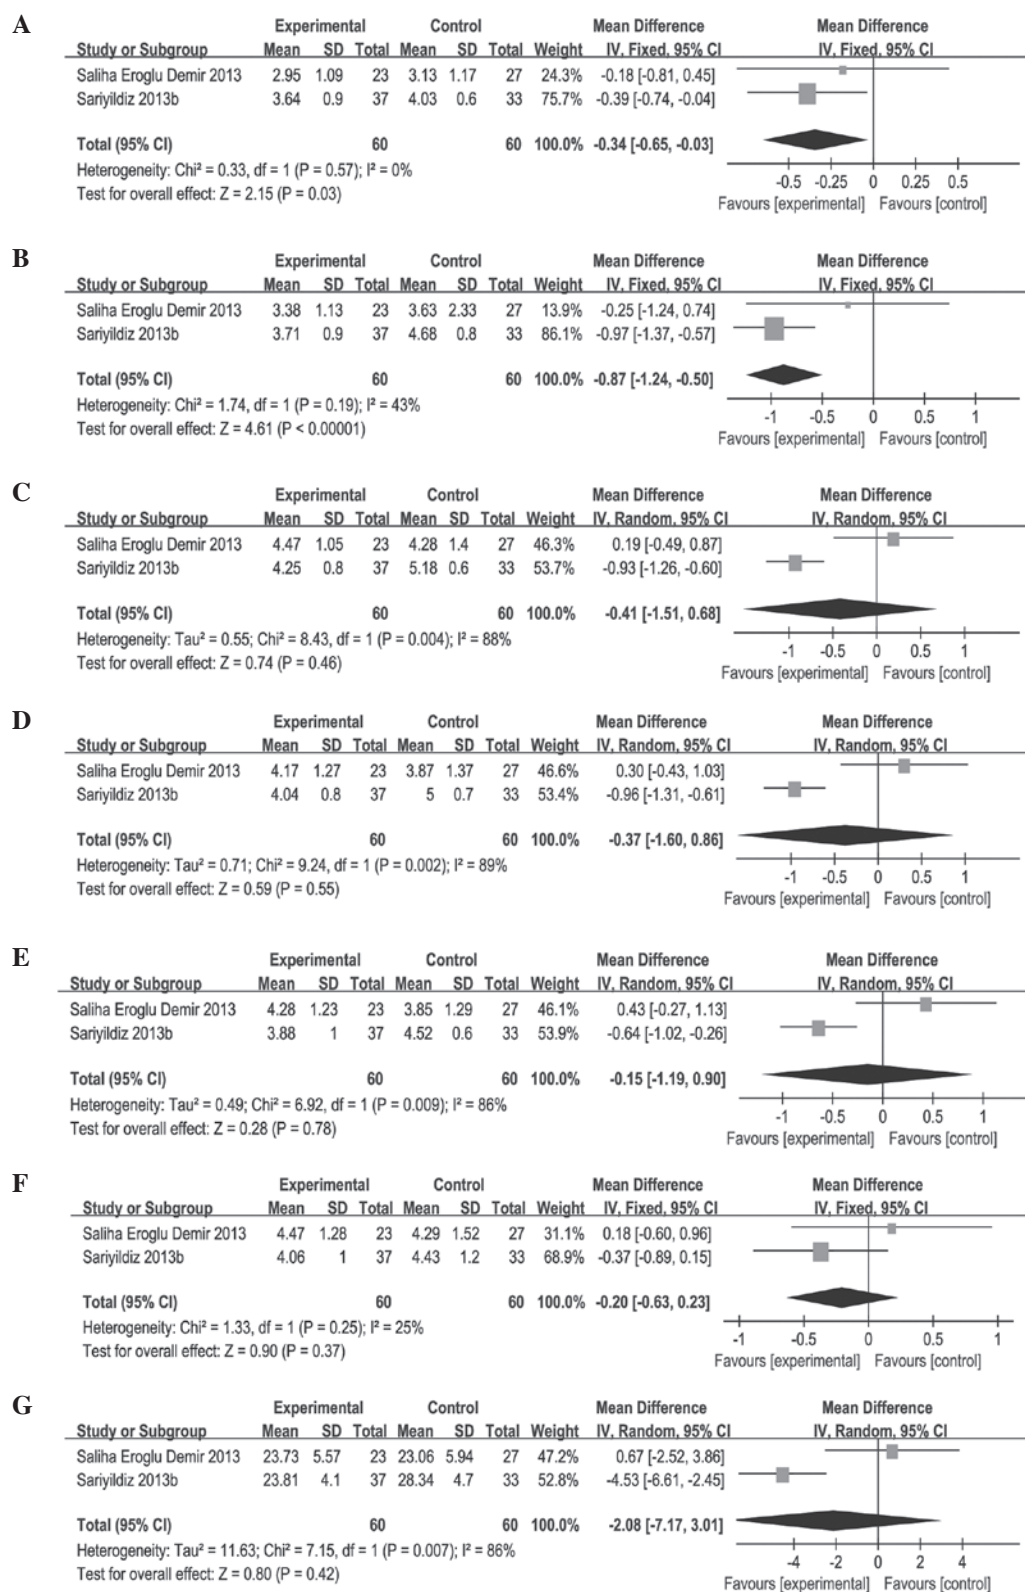 A
Experimental Control Mean Difference Mean Difference
Study or Subgroup Mean SD Total Mean SD Total Weight IV, Fixed, 95% CI IV, Fixed, 95% CI
Saliha Eroglu Demir 2013 2.95 1.09 23 3.13 1.17 27 24.3% -0.18 [-0.81, 0.45]
Sariyildiz 2013b 3.64 0.9 37 4.03 0.6 33 75.7% -0.39 [-0.74, -0.04]
Total (95% CI) 60 60 100.0% -0.34 [-0.65, -0.03]
Heterogeneity: Chi² = 0.33, df = 1 (P = 0.57); I² = 0%
Test for overall effect: Z = 2.15 (P = 0.03)
-0.5 -0.25 0 0.25 0.5
Favours [experimental] Favours [control]
B
Experimental Control Mean Difference Mean Difference
Study or Subgroup Mean SD Total Mean SD Total Weight IV, Fixed, 95% CI IV, Fixed, 95% CI
Saliha Eroglu Demir 2013 3.38 1.13 23 3.63 2.33 27 13.9% -0.25 [-1.24, 0.74]
Sariyildiz 2013b 3.71 0.9 37 4.68 0.8 33 86.1% -0.97 [-1.37, -0.57]
Total (95% CI) 60 60 100.0% -0.87 [-1.24, -0.50]
Heterogeneity: Chi² = 1.74, df = 1 (P = 0.19); I² = 43%
Test for overall effect: Z = 4.61 (P < 0.00001)
-1 -0.5 0 0.5 1
Favours [experimental] Favours [control]
C
Experimental Control Mean Difference Mean Difference
Study or Subgroup Mean SD Total Mean SD Total Weight IV, Random, 95% CI IV, Random, 95% CI
Saliha Eroglu Demir 2013 4.47 1.05 23 4.28 1.4 27 46.3% 0.19 [-0.49, 0.87]
Sariyildiz 2013b 4.25 0.8 37 5.18 0.6 33 53.7% -0.93 [-1.26, -0.60]
Total (95% CI) 60 60 100.0% -0.41 [-1.51, 0.68]
Heterogeneity: Tau² = 0.55; Chi² = 8.43, df = 1 (P = 0.004); I² = 88%
Test for overall effect: Z = 0.74 (P = 0.46)
-1 -0.5 0 0.5 1
Favours [experimental] Favours [control]
D
Experimental Control Mean Difference Mean Difference
Study or Subgroup Mean SD Total Mean SD Total Weight IV, Random, 95% CI IV, Random, 95% CI
Saliha Eroglu Demir 2013 4.17 1.27 23 3.87 1.37 27 46.6% 0.30 [-0.43, 1.03]
Sariyildiz 2013b 4.04 0.8 37 5 0.7 33 53.4% -0.96 [-1.31, -0.61]
Total (95% CI) 60 60 100.0% -0.37 [-1.60, 0.86]
Heterogeneity: Tau² = 0.71; Chi² = 9.24, df = 1 (P = 0.002); I² = 89%
Test for overall effect: Z = 0.59 (P = 0.55)
-1 -0.5 0 0.5 1
Favours [experimental] Favours [control]
E
Experimental Control Mean Difference Mean Difference
Study or Subgroup Mean SD Total Mean SD Total Weight IV, Random, 95% CI IV, Random, 95% CI
Saliha Eroglu Demir 2013 4.28 1.23 23 3.85 1.29 27 46.1% 0.43 [-0.27, 1.13]
Sariyildiz 2013b 3.88 1 37 4.52 0.6 33 53.9% -0.64 [-1.02, -0.26]
Total (95% CI) 60 60 100.0% -0.15 [-1.19, 0.90]
Heterogeneity: Tau² = 0.49; Chi² = 6.92, df = 1 (P = 0.009); I² = 86%
Test for overall effect: Z = 0.28 (P = 0.78)
-1 -0.5 0 0.5 1
Favours [experimental] Favours [control]
F
Experimental Control Mean Difference Mean Difference
Study or Subgroup Mean SD Total Mean SD Total Weight IV, Fixed, 95% CI IV, Fixed, 95% CI
Saliha Eroglu Demir 2013 4.47 1.28 23 4.29 1.52 27 31.1% 0.18 [-0.60, 0.96]
Sariyildiz 2013b 4.06 1 37 4.43 1.2 33 68.9% -0.37 [-0.89, 0.15]
Total (95% CI) 60 60 100.0% -0.20 [-0.63, 0.23]
Heterogeneity: Chi² = 1.33, df = 1 (P = 0.25); I² = 25%
Test for overall effect: Z = 0.90 (P = 0.37)
-1 -0.5 0 0.5 1
Favours [experimental] Favours [control]
G
Experimental Control Mean Difference Mean Difference
Study or Subgroup Mean SD Total Mean SD Total Weight IV, Random, 95% CI IV, Random, 95% CI
Saliha Eroglu Demir 2013 23.73 5.57 23 23.06 5.94 27 47.2% 0.67 [-2.52, 3.86]
Sariyildiz 2013b 23.81 4.1 37 28.34 4.7 33 52.8% -4.53 [-6.61, -2.45]
Total (95% CI) 60 60 100.0% -2.08 [-7.17, 3.01]
Heterogeneity: Tau² = 11.63; Chi² = 7.15, df = 1 (P = 0.007); I² = 86%
Test for overall effect: Z = 0.80 (P = 0.42)
-4 -2 0 2 4
Favours [experimental] Favours [control]